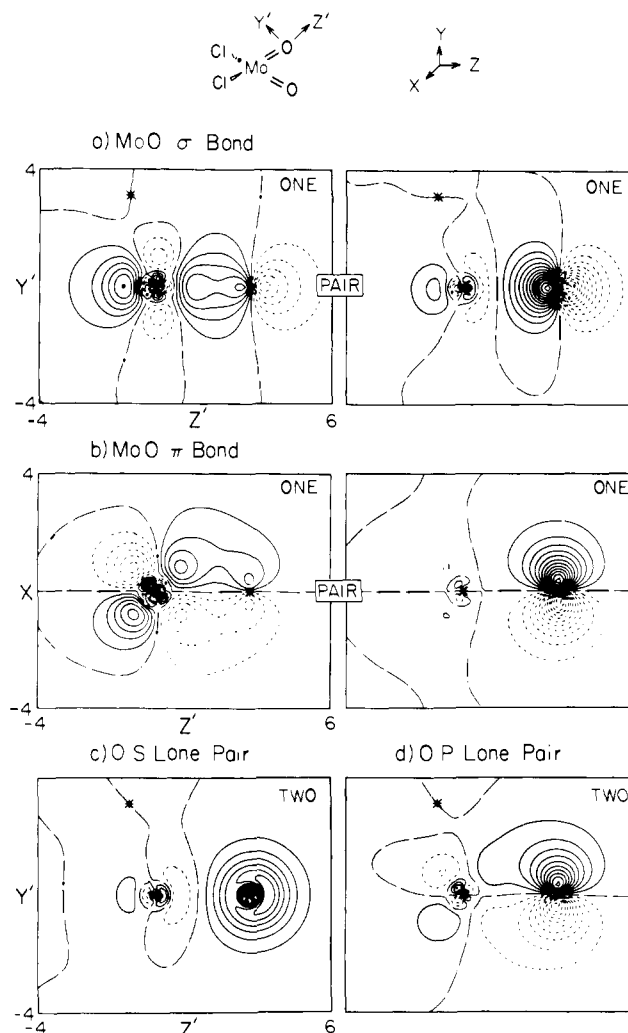 Y' Z'
Cl Mo O
Cl O
Y
Z
X
a) MoO σ Bond
4
ONE
ONE
Y'
PAIR
-4
-4 Z' 6
b) MoO π Bond
4
ONE
ONE
X
PAIR
-4
-4 Z' 6
c) O S Lone Pair
d) O P Lone Pair
4
TWO
TWO
Y'
-4
-4 Z' 6